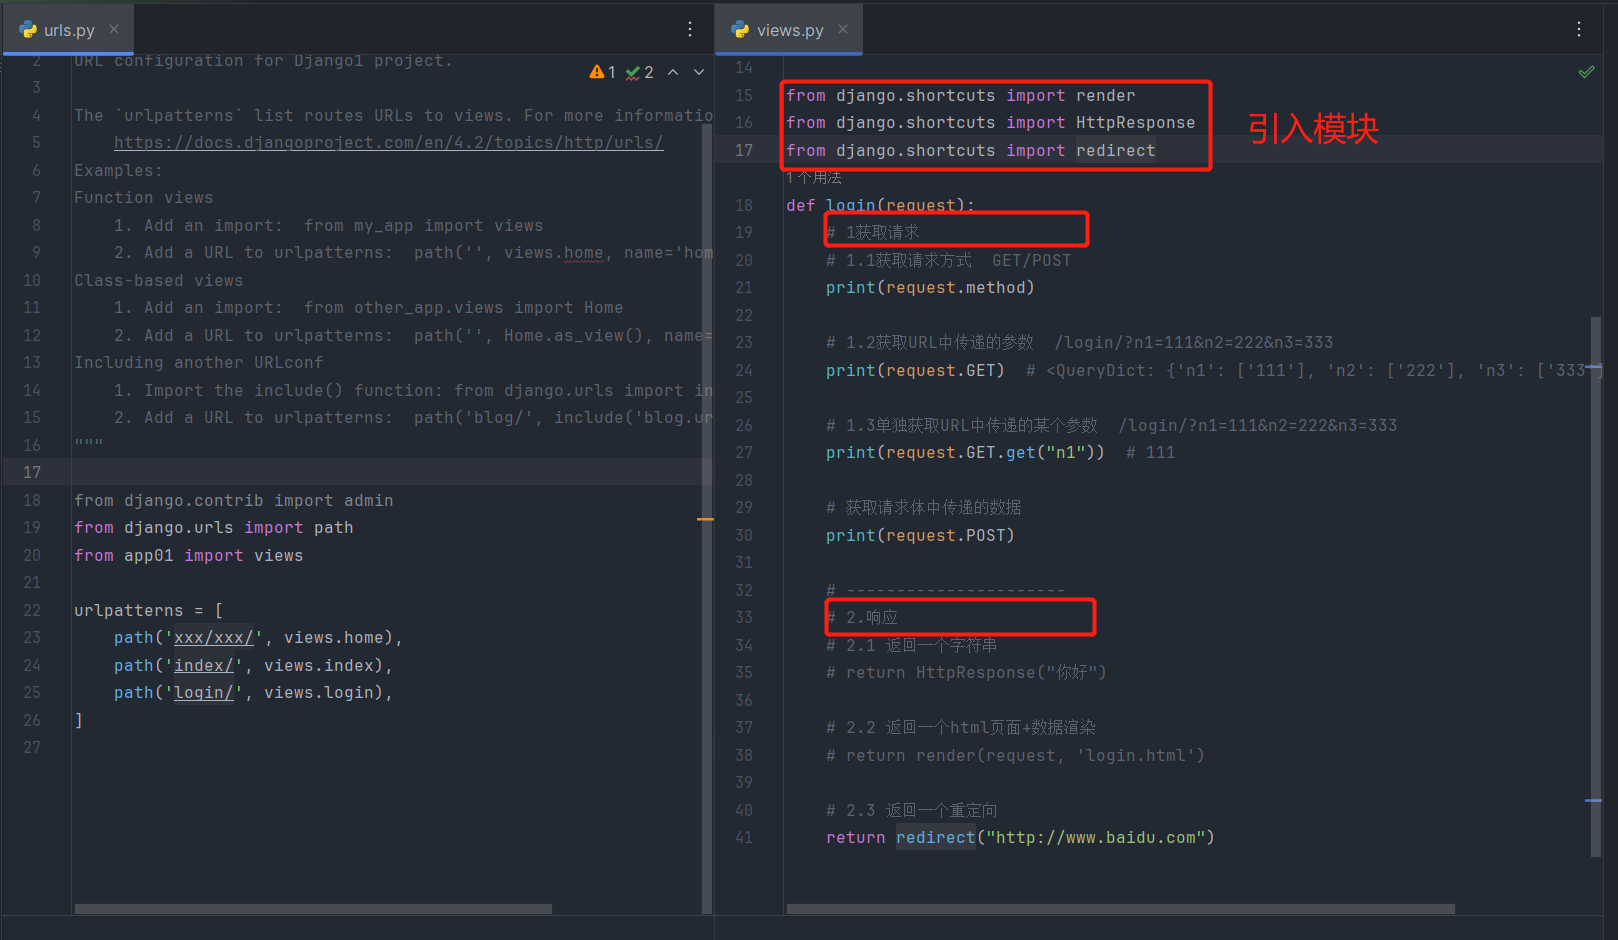 urls.py
views.py
1
2
2 URL configuration for Django1 project.
3
4 The `urlpatterns` list routes URLs to views. For more informatio
5 https://docs.djangoproject.com/en/4.2/topics/http/urls/
6 Examples:
7 Function views
8 1. Add an import:  from my_app import views
9 2. Add a URL to urlpatterns:  path('', views.home, name='hom
10 Class-based views
11 1. Add an import:  from other_app.views import Home
12 2. Add a URL to urlpatterns:  path('', Home.as_view(), name=
13 Including another URLconf
14 1. Import the include() function: from django.urls import in
15 2. Add a URL to urlpatterns:  path('blog/', include('blog.ur
16 """
17
18 from django.contrib import admin
19 from django.urls import path
20 from app01 import views
21
22 urlpatterns = [
23 path('xxx/xxx/', views.home),
24 path('index/', views.index),
25 path('login/', views.login),
26 ]
27
14
15 from django.shortcuts import render
16 from django.shortcuts import HttpResponse
17 from django.shortcuts import redirect
引入模块
1 个用法
18 def login(request):
19 # 1获取请求
20 # 1.1获取请求方式  GET/POST
21 print(request.method)
22
23 # 1.2获取URL中传递的参数  /login/?n1=111&n2=222&n3=333
24 print(request.GET)  # <QueryDict: {'n1': ['111'], 'n2': ['222'], 'n3': ['333']
25
26 # 1.3单独获取URL中传递的某个参数  /login/?n1=111&n2=222&n3=333
27 print(request.GET.get("n1"))  # 111
28
29 # 获取请求体中传递的数据
30 print(request.POST)
31
32 # ----------------------
33 # 2.响应
34 # 2.1 返回一个字符串
35 # return HttpResponse("你好")
36
37 # 2.2 返回一个html页面+数据渲染
38 # return render(request, 'login.html')
39
40 # 2.3 返回一个重定向
41 return redirect("http://www.baidu.com")